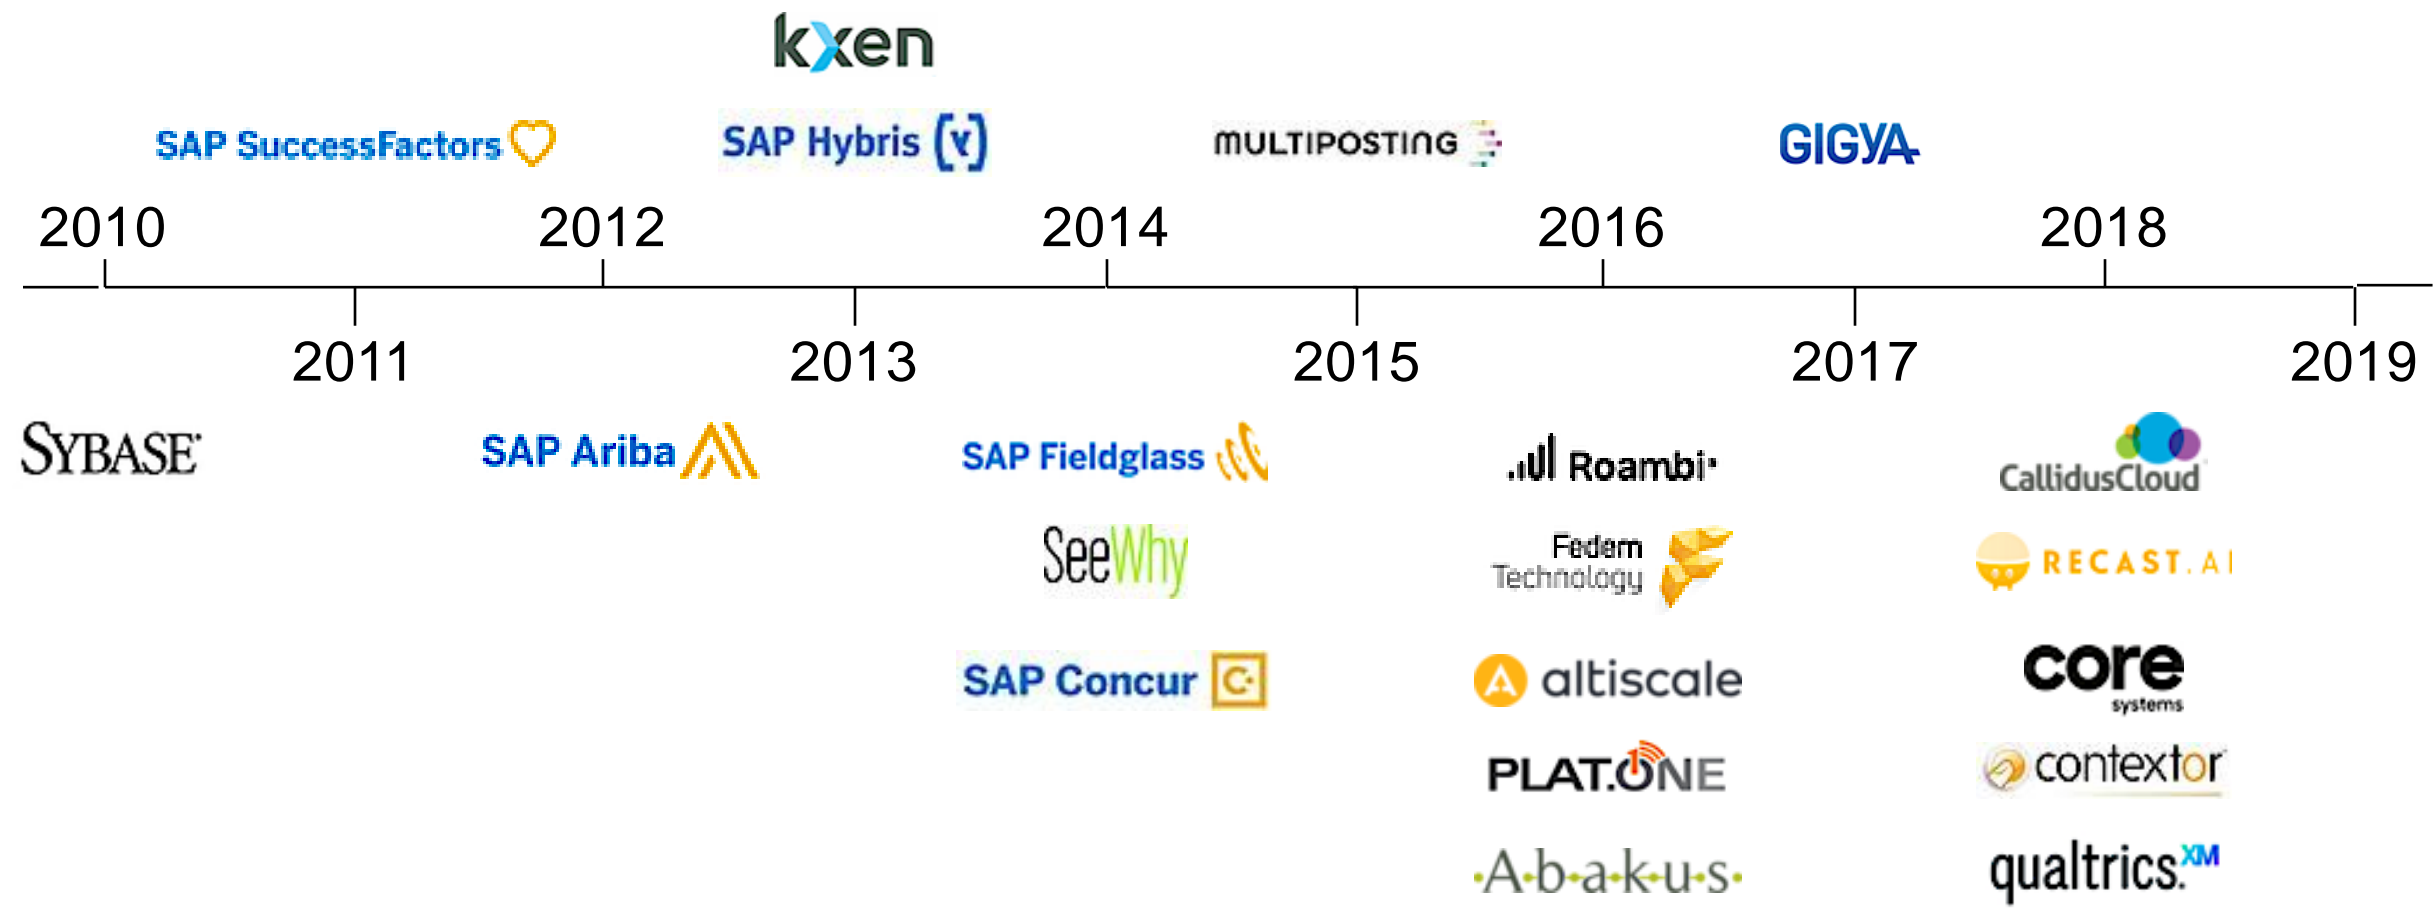 kxen
SAP SuccessFactors
SAP Hybris
MULTIPOSTING
GIGYA
2010
2012
2014
2016
2018
2011
2013
2015
2017
2019
SYBASE
SAP Ariba
SAP Fieldglass
Roambi
CallidusCloud
SeeWhy
Fedem
Technology
RECAST.AI
SAP Concur
altiscale
core
systems
PLAT.ONE
contextor
A·b·a·k·u·s
qualtrics.XM